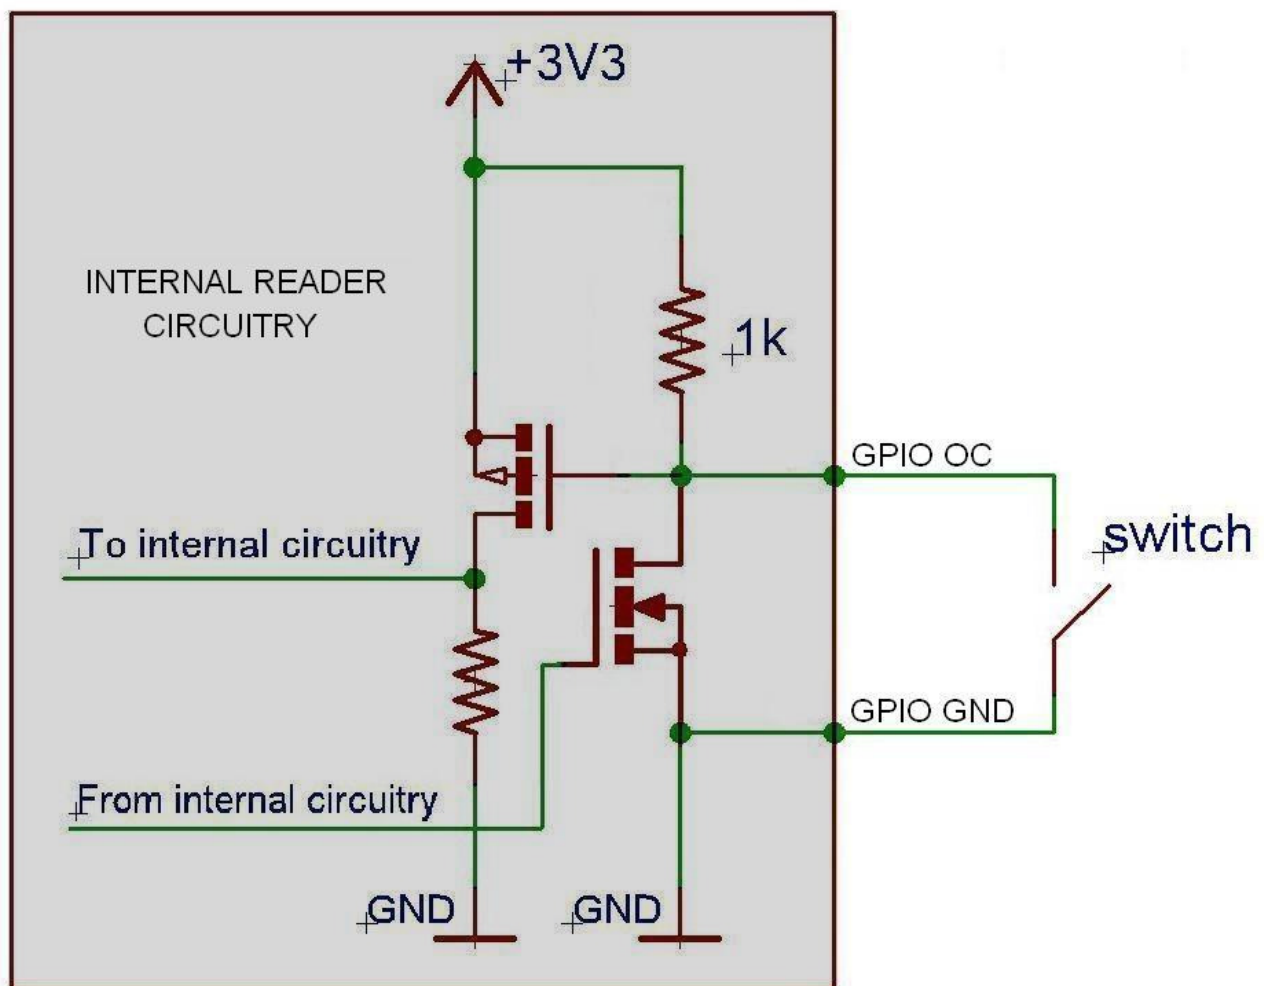 +3V3
INTERNAL READER
CIRCUITRY
1k
GPIO OC
switch
To internal circuitry
GPIO GND
From internal circuitry
GND
GND